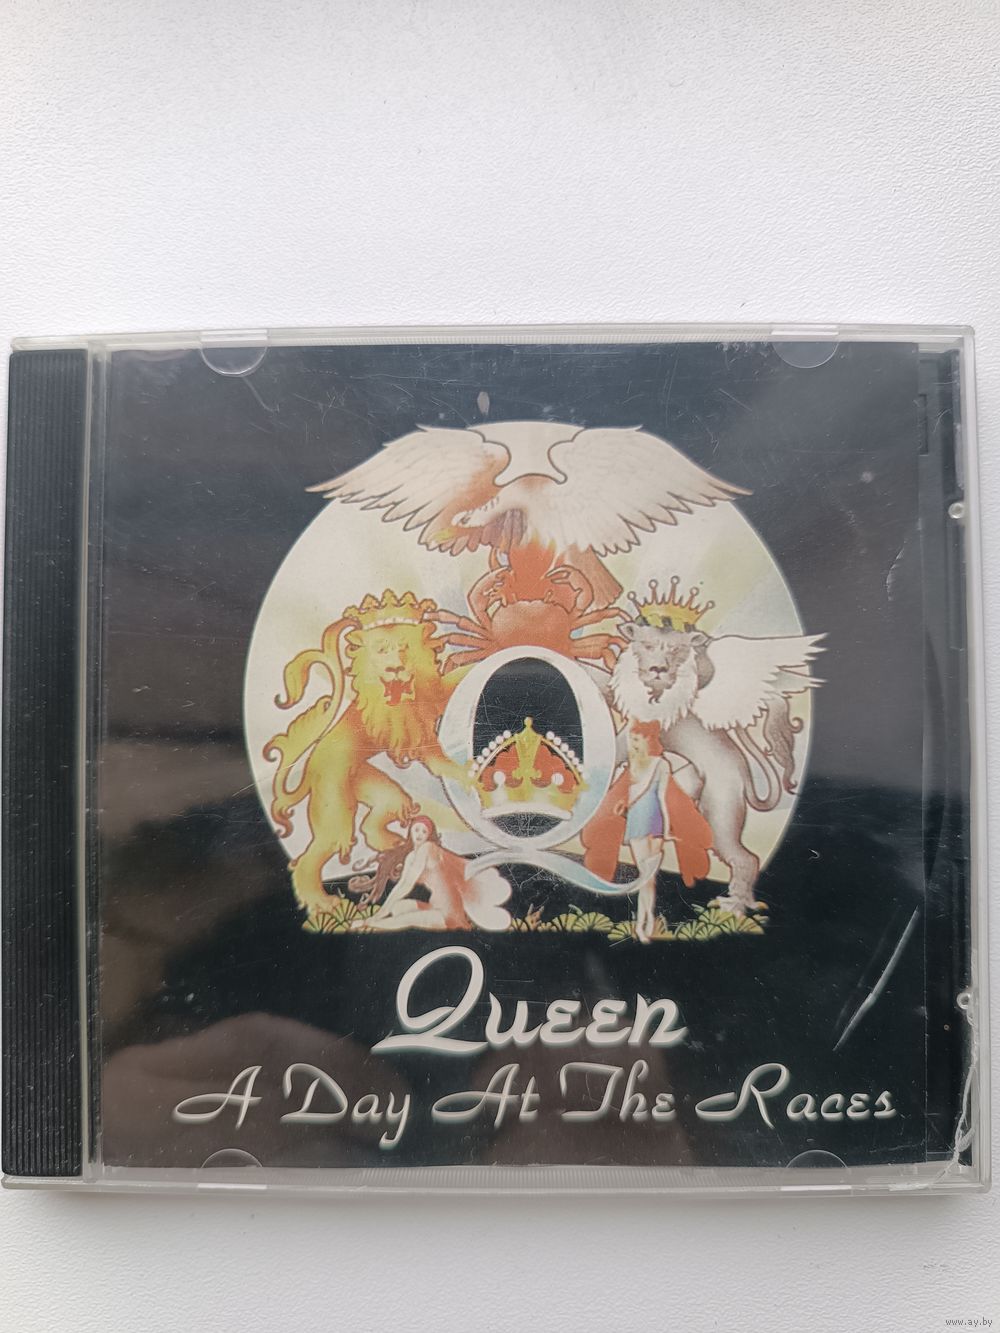 Q
Queen
A Day At The Races
www.ay.by